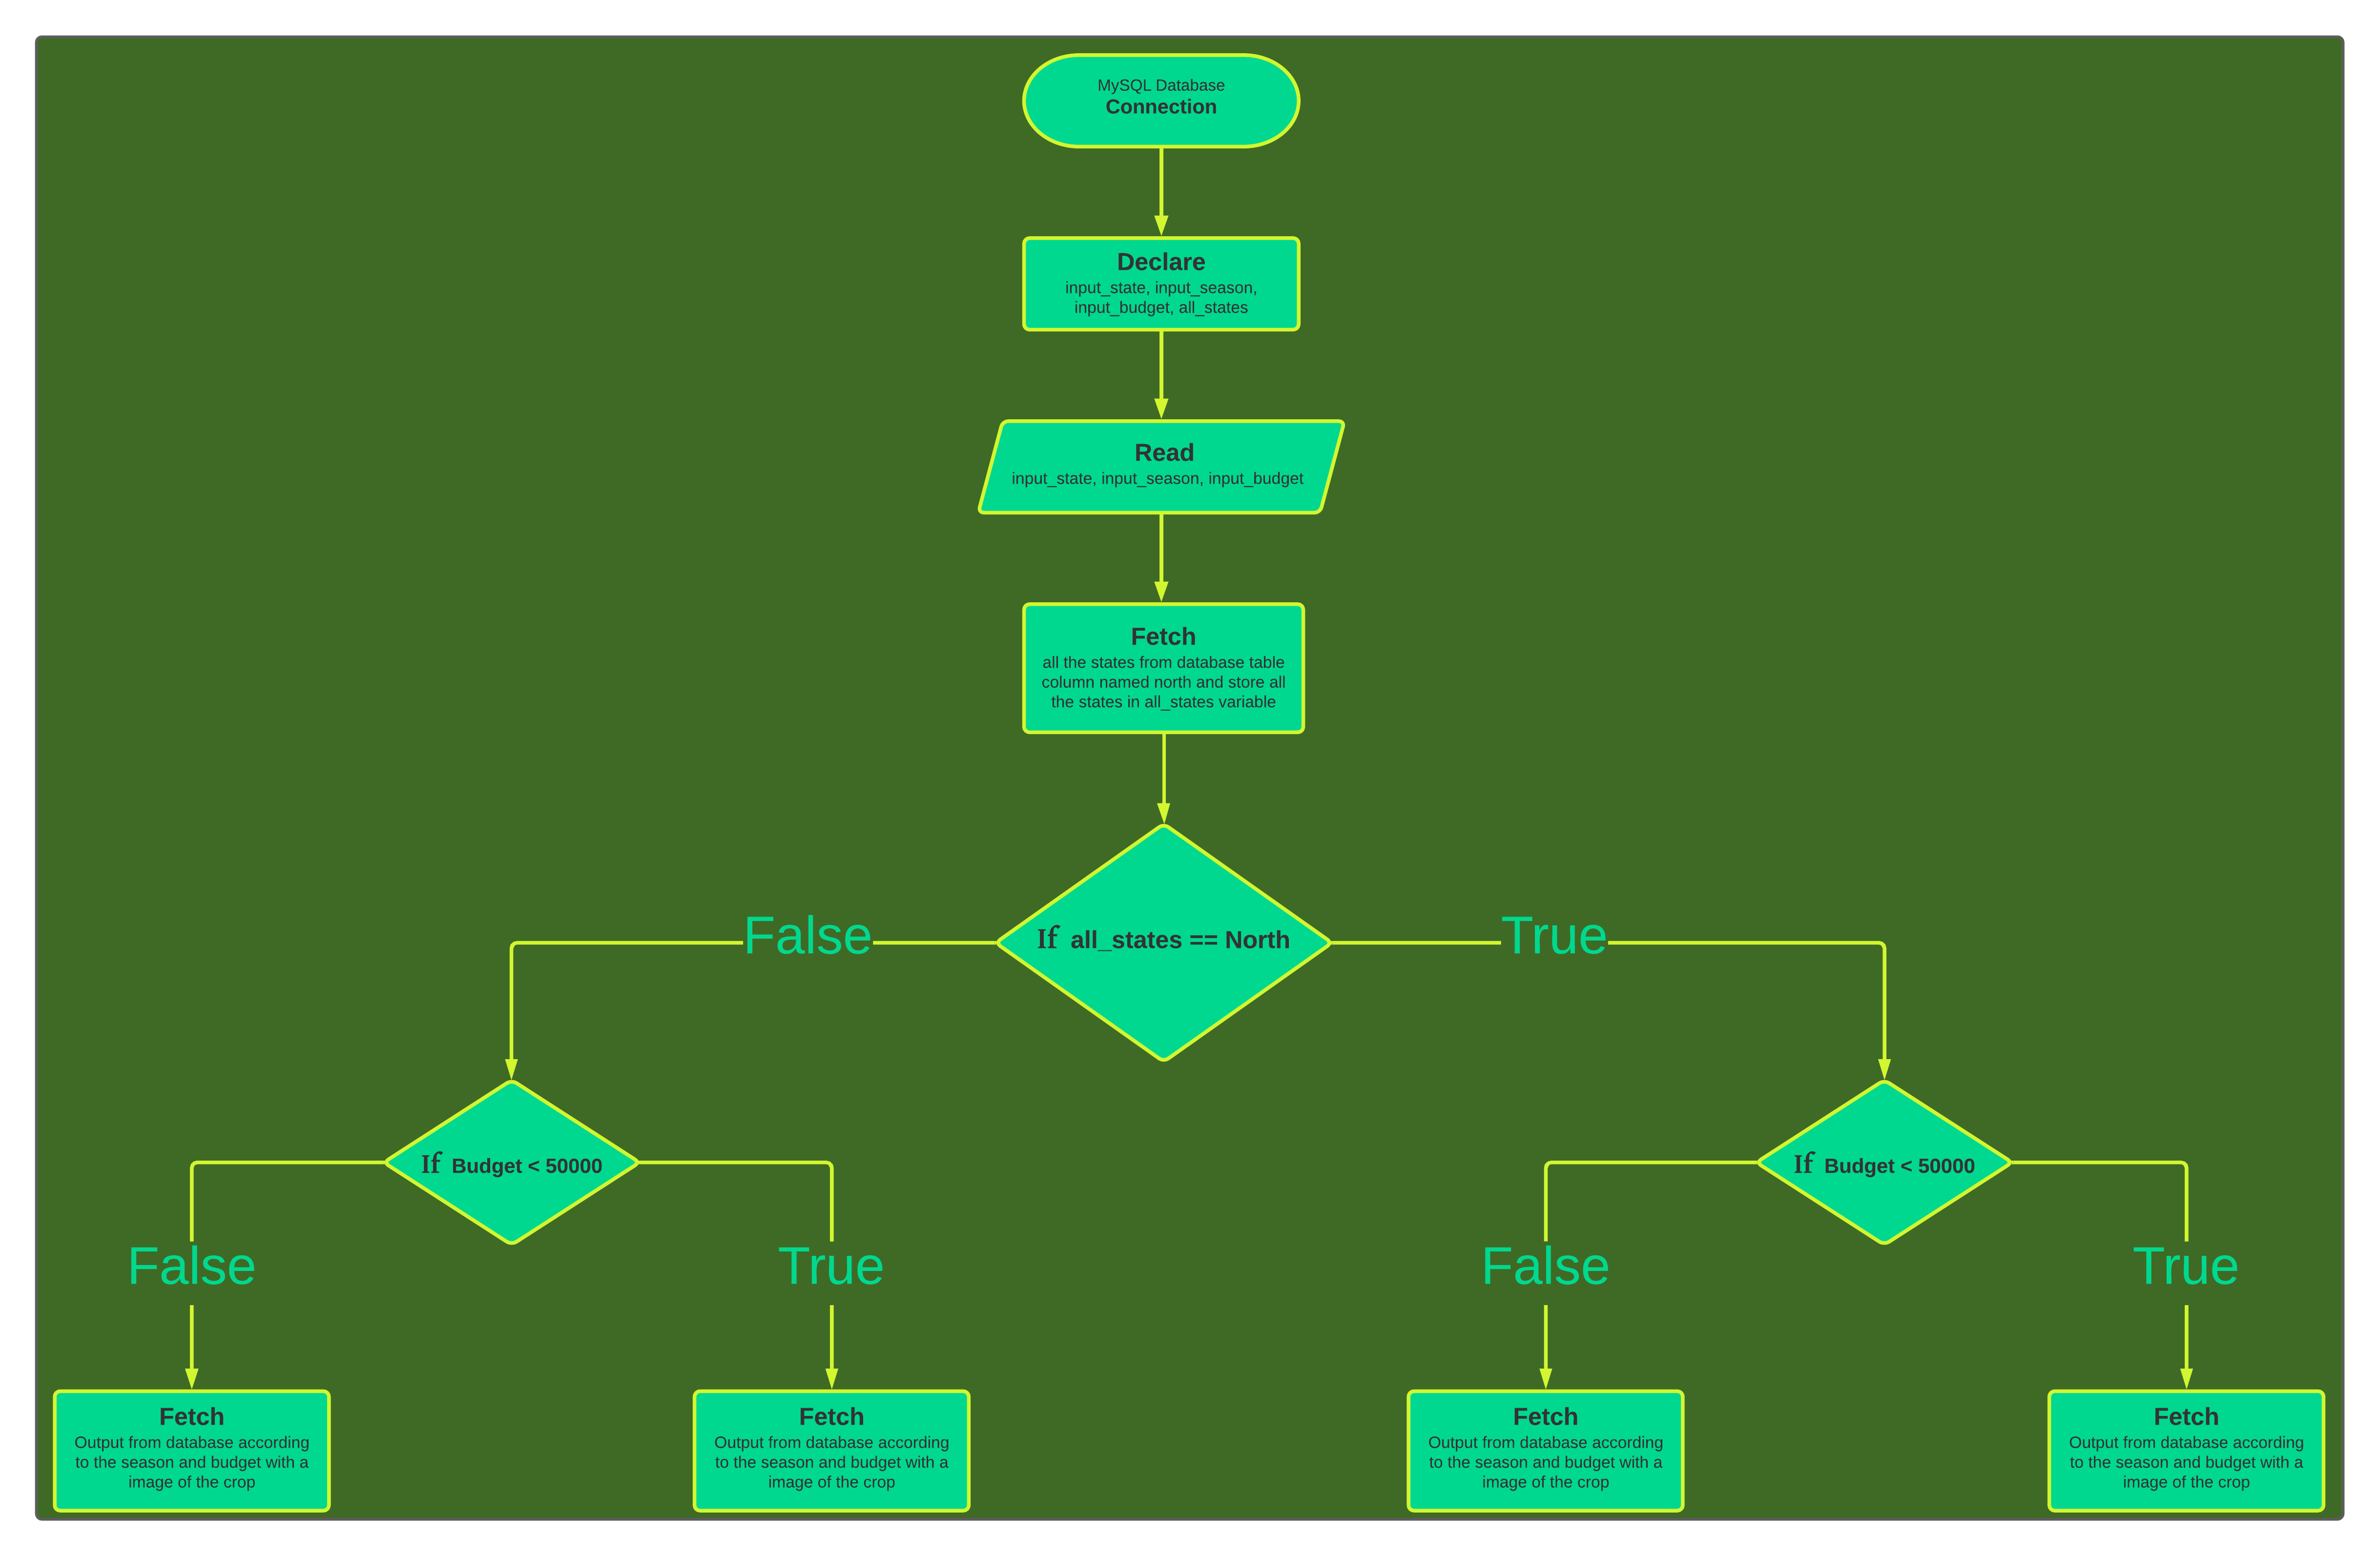 MySQL Database
Connection
Declare
input_state, input_season,
input_budget, all_states
Read
input_state, input_season, input_budget
Fetch
all the states from database table
column named north and store all
the states in all_states variable
False
If all_states == North
True
If Budget < 50000
If Budget < 50000
False
True
False
True
Fetch
Output from database according
to the season and budget with a
image of the crop
Fetch
Output from database according
to the season and budget with a
image of the crop
Fetch
Output from database according
to the season and budget with a
image of the crop
Fetch
Output from database according
to the season and budget with a
image of the crop